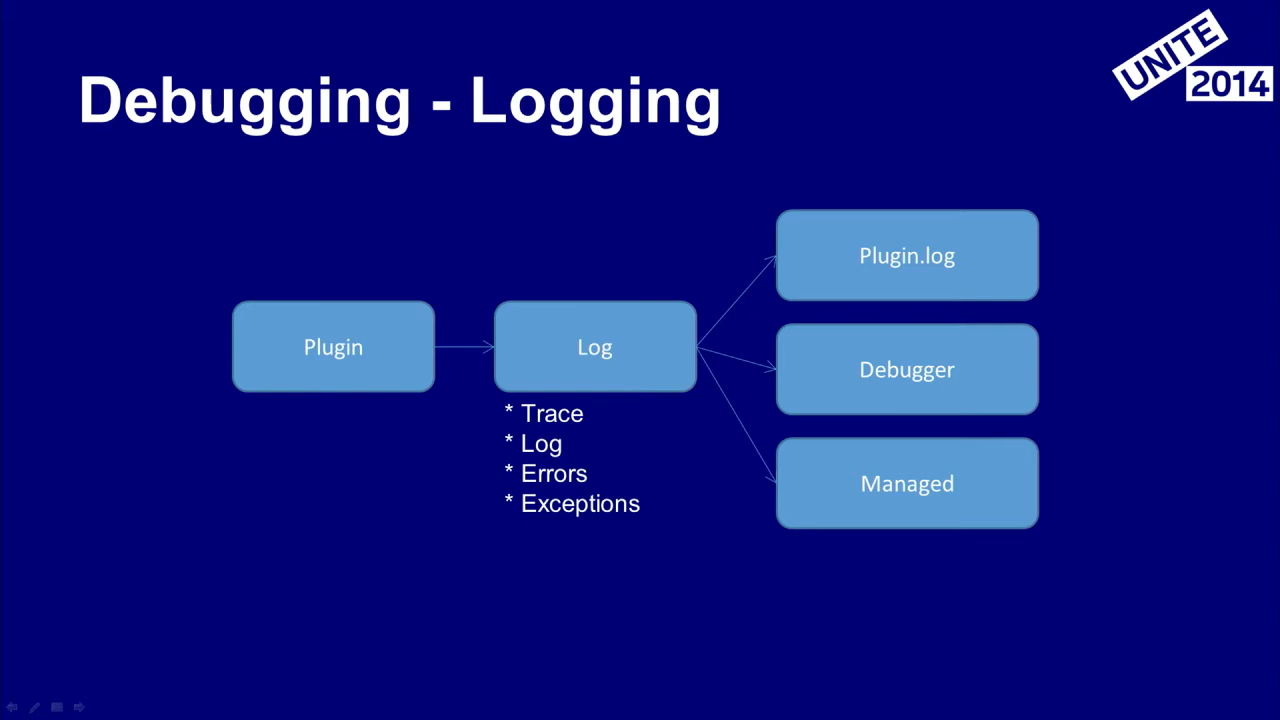 UNITE
2014
Debugging - Logging
Plugin
Log
* Trace
* Log
* Errors
* Exceptions
Plugin.log
Debugger
Managed